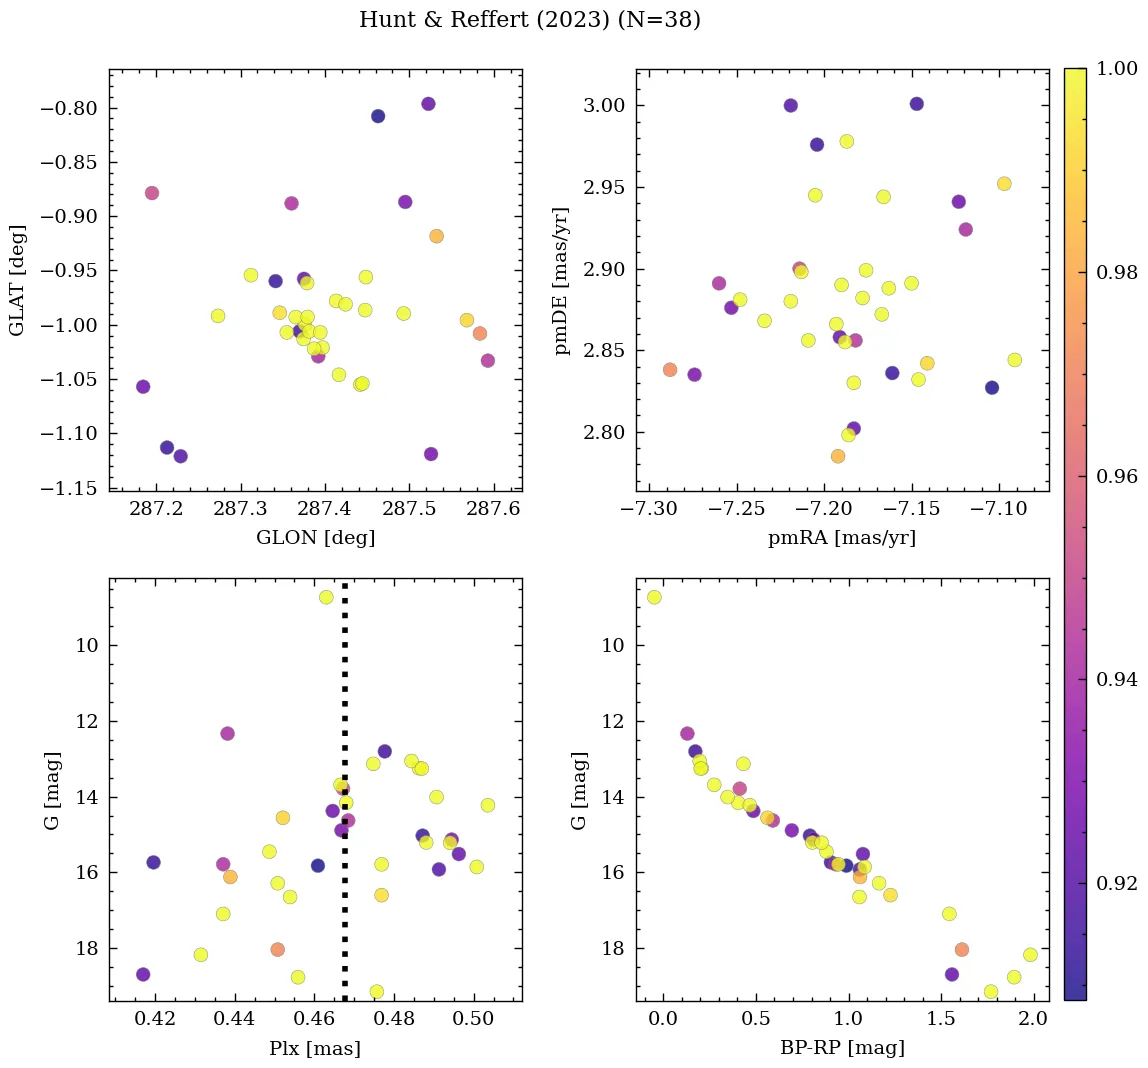 Hunt & Reffert (2023) (N=38)
−0.80
−0.85
−0.90
−0.95
−1.00
−1.05
−1.10
−1.15
GLAT [deg]
287.2 287.3 287.4 287.5 287.6
GLON [deg]
3.00
2.95
2.90
2.85
2.80
pmDE [mas/yr]
−7.30 −7.25 −7.20 −7.15 −7.10
pmRA [mas/yr]
10
12
14
16
18
G [mag]
0.42 0.44 0.46 0.48 0.50
Plx [mas]
10
12
14
16
18
G [mag]
0.0 0.5 1.0 1.5 2.0
BP-RP [mag]
1.00
0.98
0.96
0.94
0.92